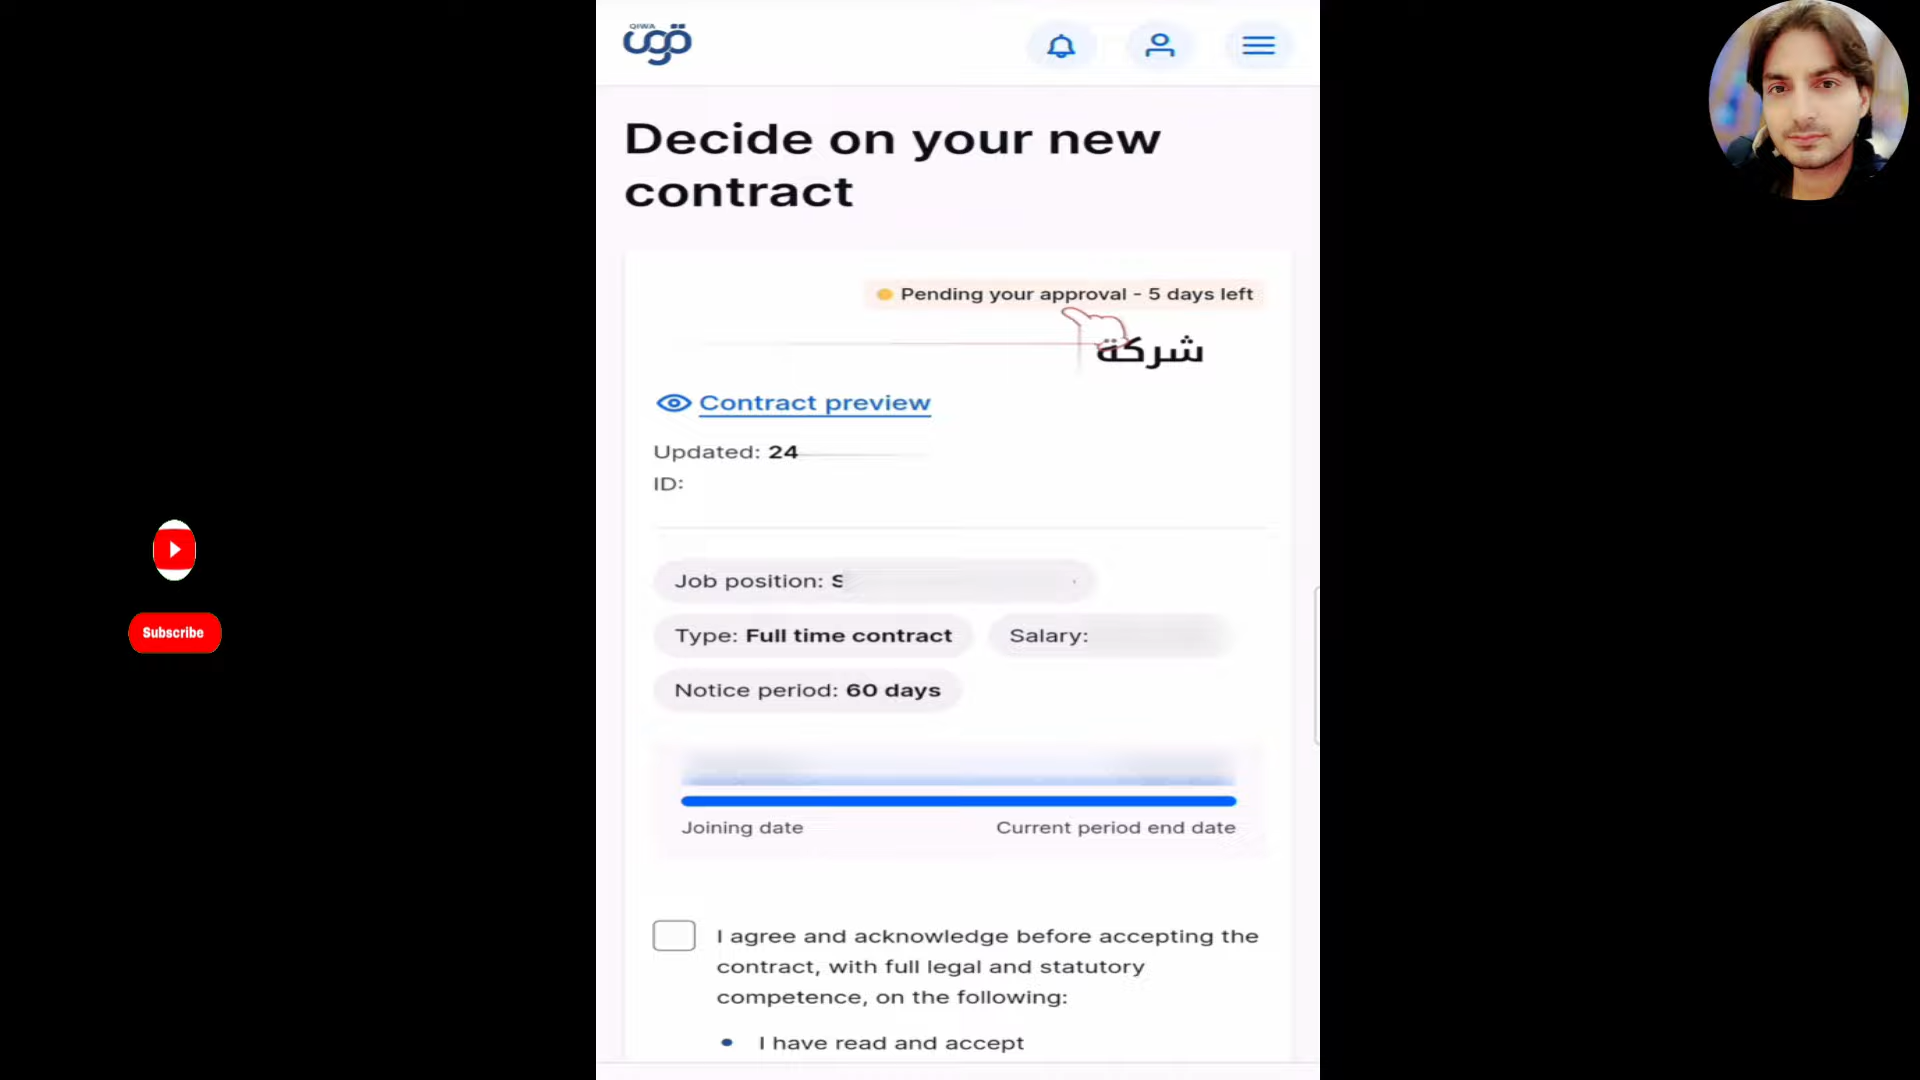 QIWA
قوى
Decide on your new
contract
Pending your approval - 5 days left
شركة
Contract preview
Updated: 24
ID:
Job position: S
Type: Full time contract
Salary:
Notice period: 60 days
Joining date
Current period end date
I agree and acknowledge before accepting the
contract, with full legal and statutory
competence, on the following:
• I have read and accept
Subscribe